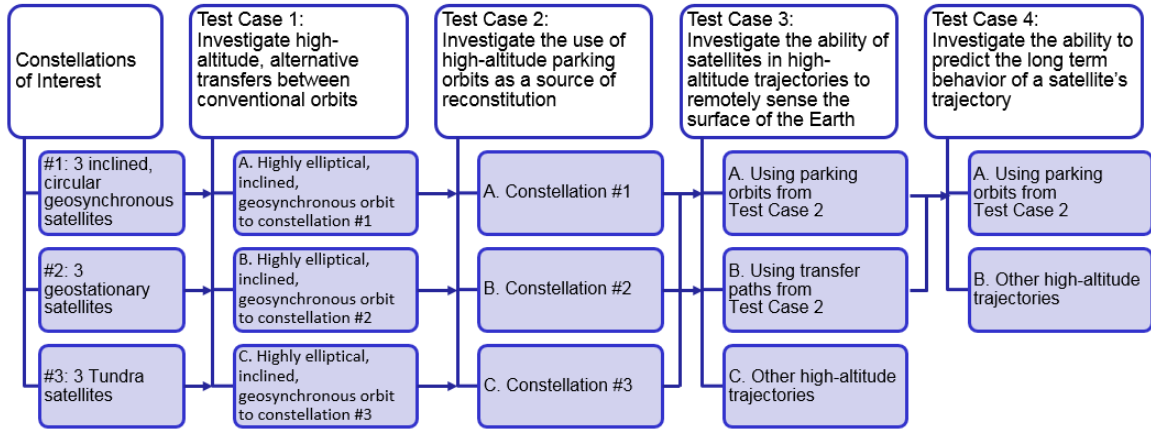 Constellations
of Interest
#1: 3 inclined,
circular
geosynchronous
satellites
#2: 3
geostationary
satellites
#3: 3 Tundra
satellites
Test Case 1:
Investigate high-
altitude, alternative
transfers between
conventional orbits
A. Highly elliptical,
inclined,
geosynchronous orbit
to constellation #1
B. Highly elliptical,
inclined,
geosynchronous orbit
to constellation #2
C. Highly elliptical,
inclined,
geosynchronous orbit
to constellation #3
Test Case 2:
Investigate the use of
high-altitude parking
orbits as a source of
reconstitution
A. Constellation #1
B. Constellation #2
C. Constellation #3
Test Case 3:
Investigate the ability of
satellites in high-
altitude trajectories to
remotely sense the
surface of the Earth
A. Using parking
orbits from
Test Case 2
B. Using transfer
paths from
Test Case 2
C. Other high-altitude
trajectories
Test Case 4:
Investigate the ability to
predict the long term
behavior of a satellite's
trajectory
A. Using parking
orbits from
Test Case 2
B. Other high-altitude
trajectories